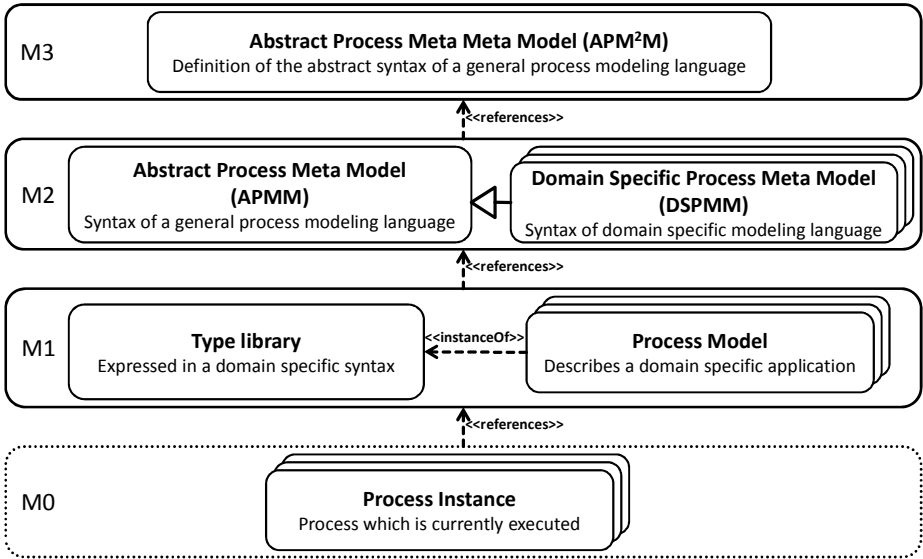 M3
Abstract Process Meta Meta Model (APM²M)
Definition of the abstract syntax of a general process modeling language
<<references>>
M2
Abstract Process Meta Model
(APMM)
Syntax of a general process modeling language
Domain Specific Process Meta Model
(DSPMM)
Syntax of domain specific modeling language
<<references>>
M1
Type library
Expressed in a domain specific syntax
<<instanceOf>>
Process Model
Describes a domain specific application
<<references>>
M0
Process Instance
Process which is currently executed